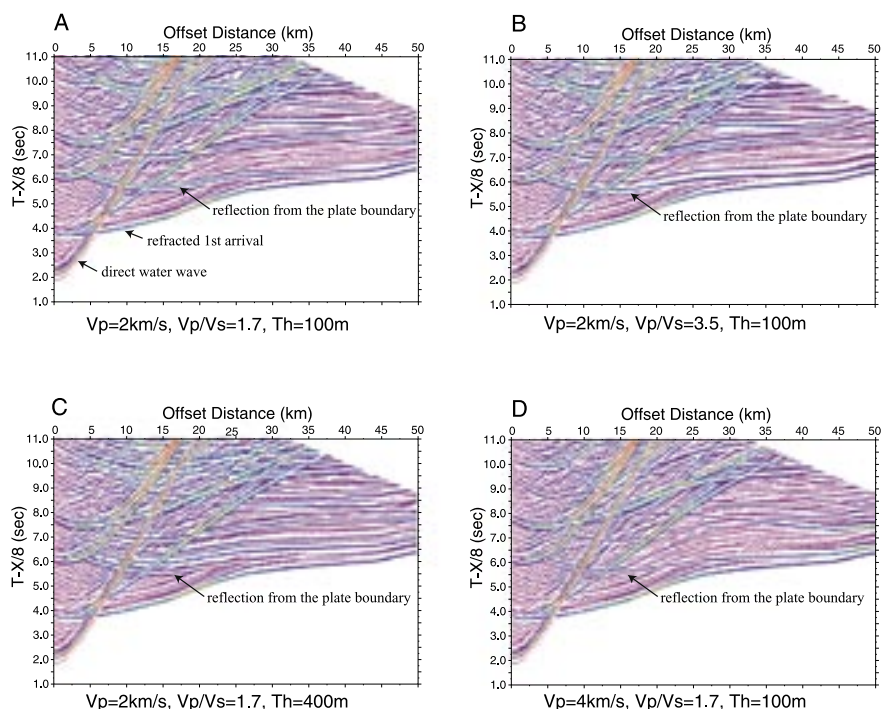 A
Offset Distance (km)
0 5 10 15 20 25 30 35 40 45 50
T-X/8 (sec)
11.0
10.0
9.0
8.0
7.0
6.0
5.0
4.0
3.0
2.0
1.0
reflection from the plate boundary
refracted 1st arrival
direct water wave
Vp=2km/s, Vp/Vs=1.7, Th=100m
B
Offset Distance (km)
0 5 10 15 20 25 30 35 40 45 50
T-X/8 (sec)
11.0
10.0
9.0
8.0
7.0
6.0
5.0
4.0
3.0
2.0
1.0
reflection from the plate boundary
Vp=2km/s, Vp/Vs=3.5, Th=100m
C
Offset Distance (km)
0 5 10 15 20 25 30 35 40 45 50
T-X/8 (sec)
11.0
10.0
9.0
8.0
7.0
6.0
5.0
4.0
3.0
2.0
1.0
reflection from the plate boundary
Vp=2km/s, Vp/Vs=1.7, Th=400m
D
Offset Distance (km)
0 5 10 15 20 25 30 35 40 45 50
T-X/8 (sec)
11.0
10.0
9.0
8.0
7.0
6.0
5.0
4.0
3.0
2.0
1.0
reflection from the plate boundary
Vp=4km/s, Vp/Vs=1.7, Th=100m